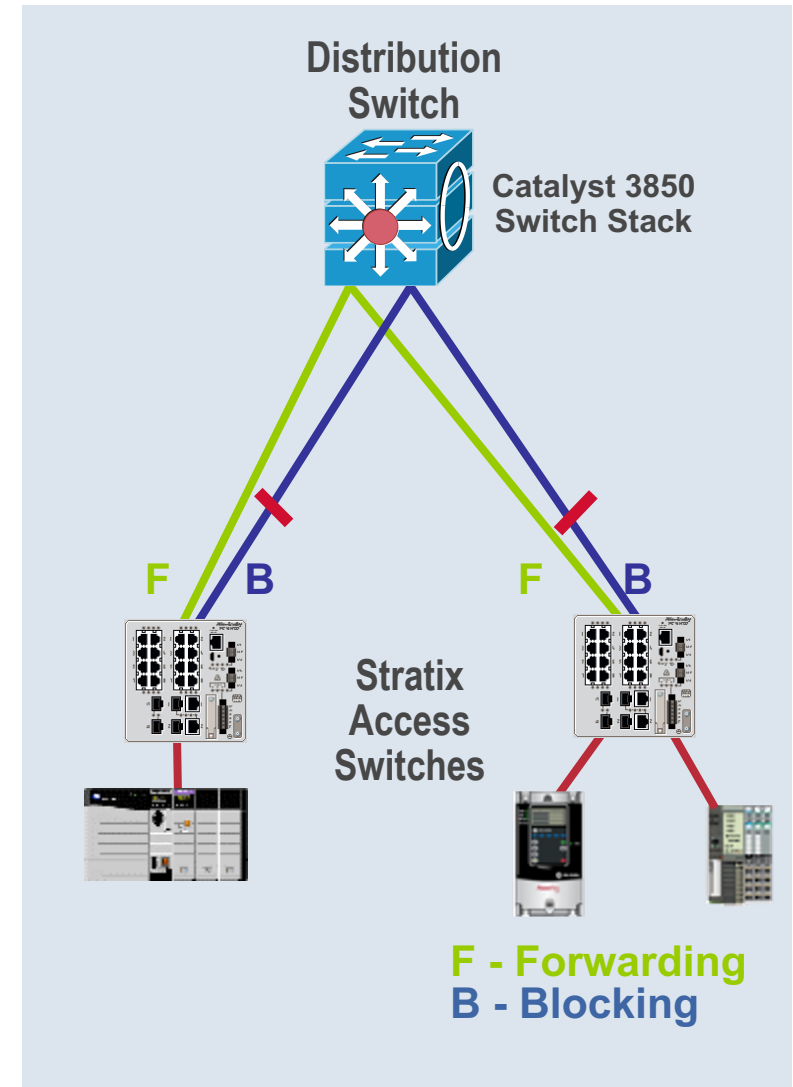 Distribution
Switch
Catalyst 3850
Switch Stack
F
B
F
B
Stratix
Access
Switches
F - Forwarding
B - Blocking